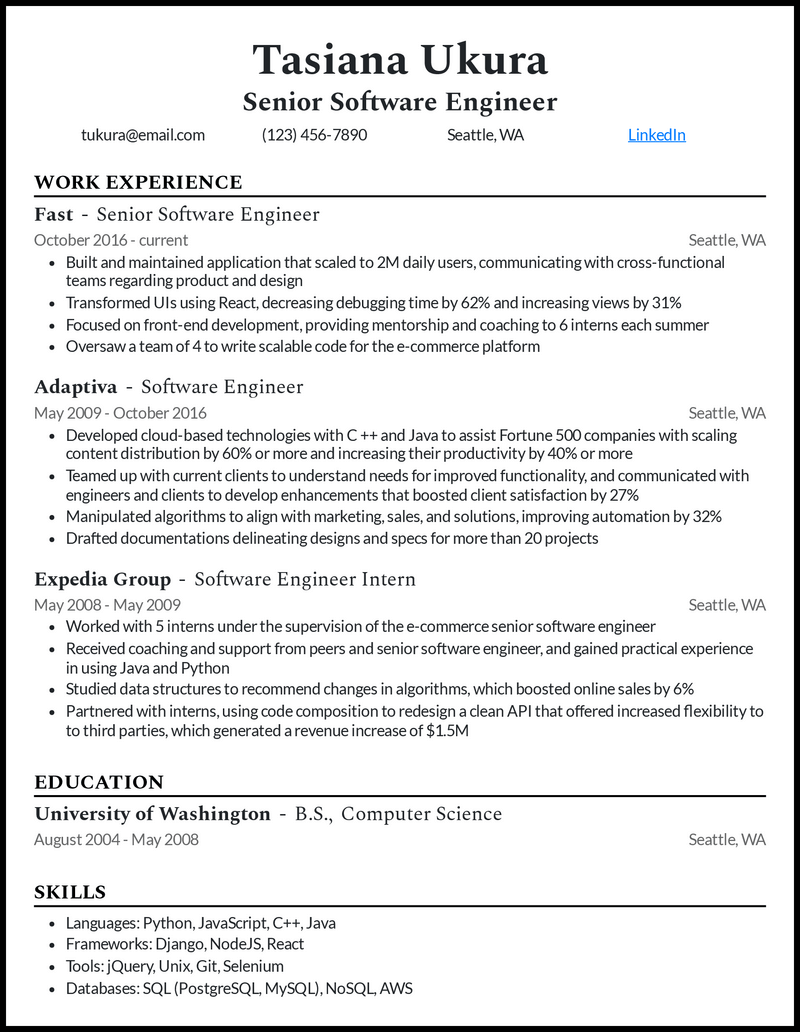 Tasiana Ukura
Senior Software Engineer
tukura@email.com (123) 456-7890 Seattle, WA LinkedIn
WORK EXPERIENCE
Fast - Senior Software Engineer
October 2016 - current Seattle, WA
• Built and maintained application that scaled to 2M daily users, communicating with cross-functional
teams regarding product and design
• Transformed UIs using React, decreasing debugging time by 62% and increasing views by 31%
• Focused on front-end development, providing mentorship and coaching to 6 interns each summer
• Oversaw a team of 4 to write scalable code for the e-commerce platform
Adaptiva - Software Engineer
May 2009 - October 2016 Seattle, WA
• Developed cloud-based technologies with C ++ and Java to assist Fortune 500 companies with scaling
content distribution by 60% or more and increasing their productivity by 40% or more
• Teamed up with current clients to understand needs for improved functionality, and communicated with
engineers and clients to develop enhancements that boosted client satisfaction by 27%
• Manipulated algorithms to align with marketing, sales, and solutions, improving automation by 32%
• Drafted documentations delineating designs and specs for more than 20 projects
Expedia Group - Software Engineer Intern
May 2008 - May 2009 Seattle, WA
• Worked with 5 interns under the supervision of the e-commerce senior software engineer
• Received coaching and support from peers and senior software engineer, and gained practical experience
in using Java and Python
• Studied data structures to recommend changes in algorithms, which boosted online sales by 6%
• Partnered with interns, using code composition to redesign a clean API that offered increased flexibility to
to third parties, which generated a revenue increase of $1.5M
EDUCATION
University of Washington - B.S., Computer Science
August 2004 - May 2008 Seattle, WA
SKILLS
• Languages: Python, JavaScript, C++, Java
• Frameworks: Django, NodeJS, React
• Tools: jQuery, Unix, Git, Selenium
• Databases: SQL (PostgreSQL, MySQL), NoSQL, AWS